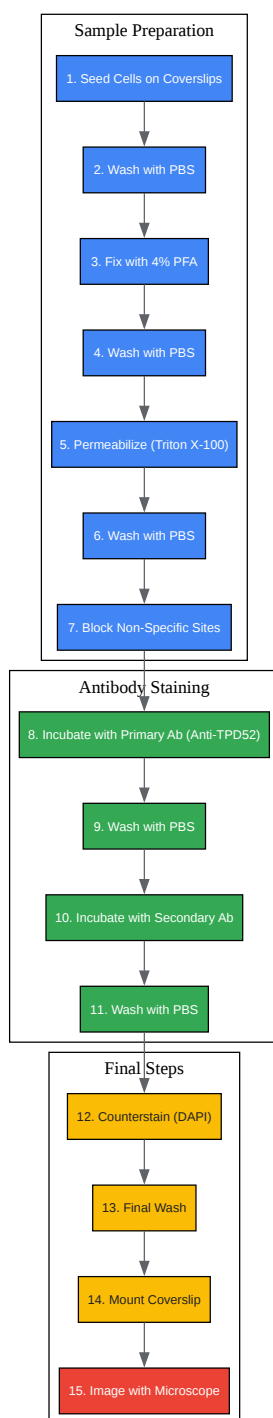 Sample Preparation
1. Seed Cells on Coverslips
2. Wash with PBS
3. Fix with 4% PFA
4. Wash with PBS
5. Permeabilize (Triton X-100)
6. Wash with PBS
7. Block Non-Specific Sites
Antibody Staining
8. Incubate with Primary Ab (Anti-TPD52)
9. Wash with PBS
10. Incubate with Secondary Ab
11. Wash with PBS
Final Steps
12. Counterstain (DAPI)
13. Final Wash
14. Mount Coverslip
15. Image with Microscope